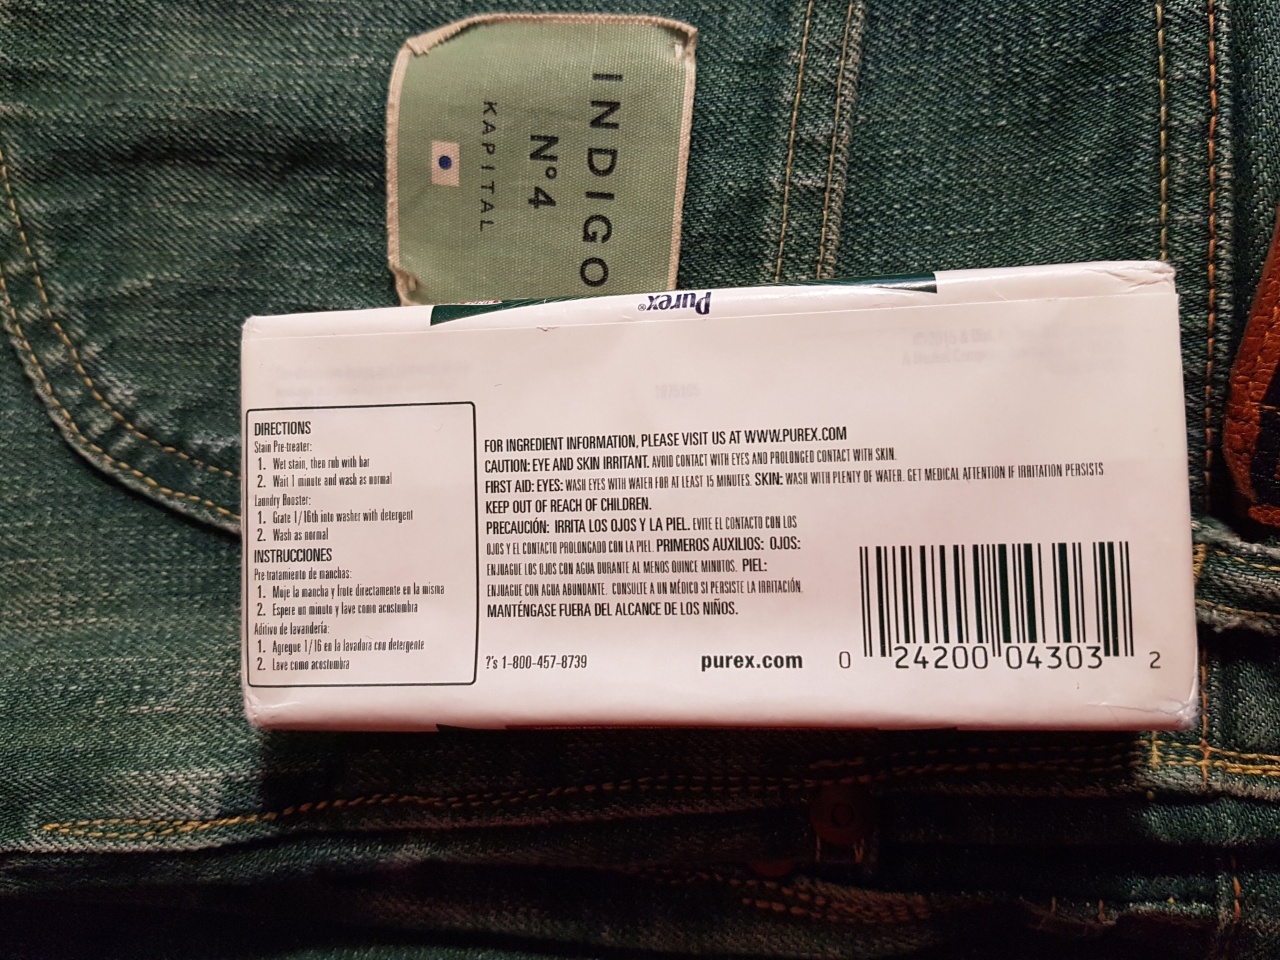 INDIGO
N°4
KAPITAL
Purex®
DIRECTIONS
Stain Pre-treater:
1. Wet stain, then rub with bar
2. Wait 1 minute and wash as normal
Laundry Booster:
1. Grate 1/16th into washer with detergent
2. Wash as normal
INSTRUCCIONES
Pre tratamiento de manchas:
1. Moje la mancha y frote directamente en la misma
2. Espere un minuto y lave como acostumbra
Aditivo de lavandería:
1. Agregue 1/16 en la lavadora con detergente
2. Lave como acostumbra
FOR INGREDIENT INFORMATION, PLEASE VISIT US AT WWW.PUREX.COM
CAUTION: EYE AND SKIN IRRITANT. AVOID CONTACT WITH EYES AND PROLONGED CONTACT WITH SKIN.
FIRST AID: EYES: WASH EYES WITH WATER FOR AT LEAST 15 MINUTES. SKIN: WASH WITH PLENTY OF WATER. GET MEDICAL ATTENTION IF IRRITATION PERSISTS
KEEP OUT OF REACH OF CHILDREN.
PRECAUCIÓN: IRRITA LOS OJOS Y LA PIEL. EVITE EL CONTACTO CON LOS
OJOS Y EL CONTACTO PROLONGADO CON LA PIEL. PRIMEROS AUXILIOS: OJOS:
ENJUAGUE LOS OJOS CON AGUA DURANTE AL MENOS QUINCE MINUTOS. PIEL:
ENJUAGUE CON AGUA ABUNDANTE. CONSULTE A UN MÉDICO SI PERSISTE LA IRRITACIÓN.
MANTÉNGASE FUERA DEL ALCANCE DE LOS NIÑOS.
?'s 1-800-457-8739
purex.com
0 24200 04303 2